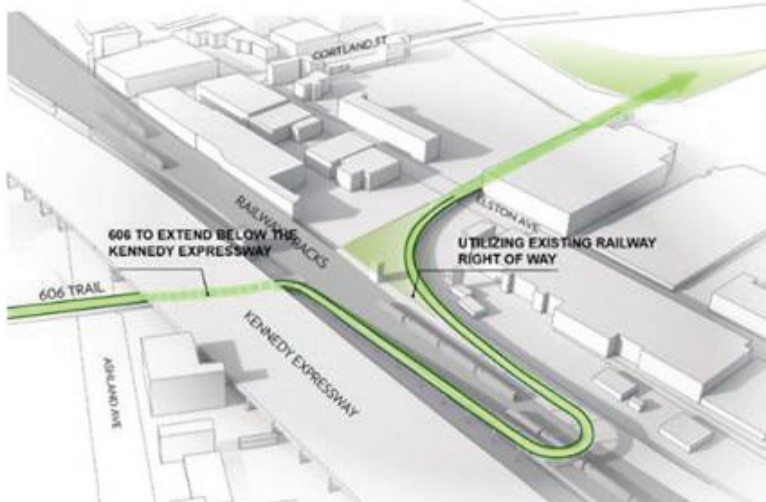 CORTLAND ST
RAILWAY TRACKS
ELSTON AVE
606 TO EXTEND BELOW THE
KENNEDY EXPRESSWAY
UTILIZING EXISTING RAILWAY
RIGHT OF WAY
606 TRAIL
KENNEDY EXPRESSWAY
ASHLAND AVE